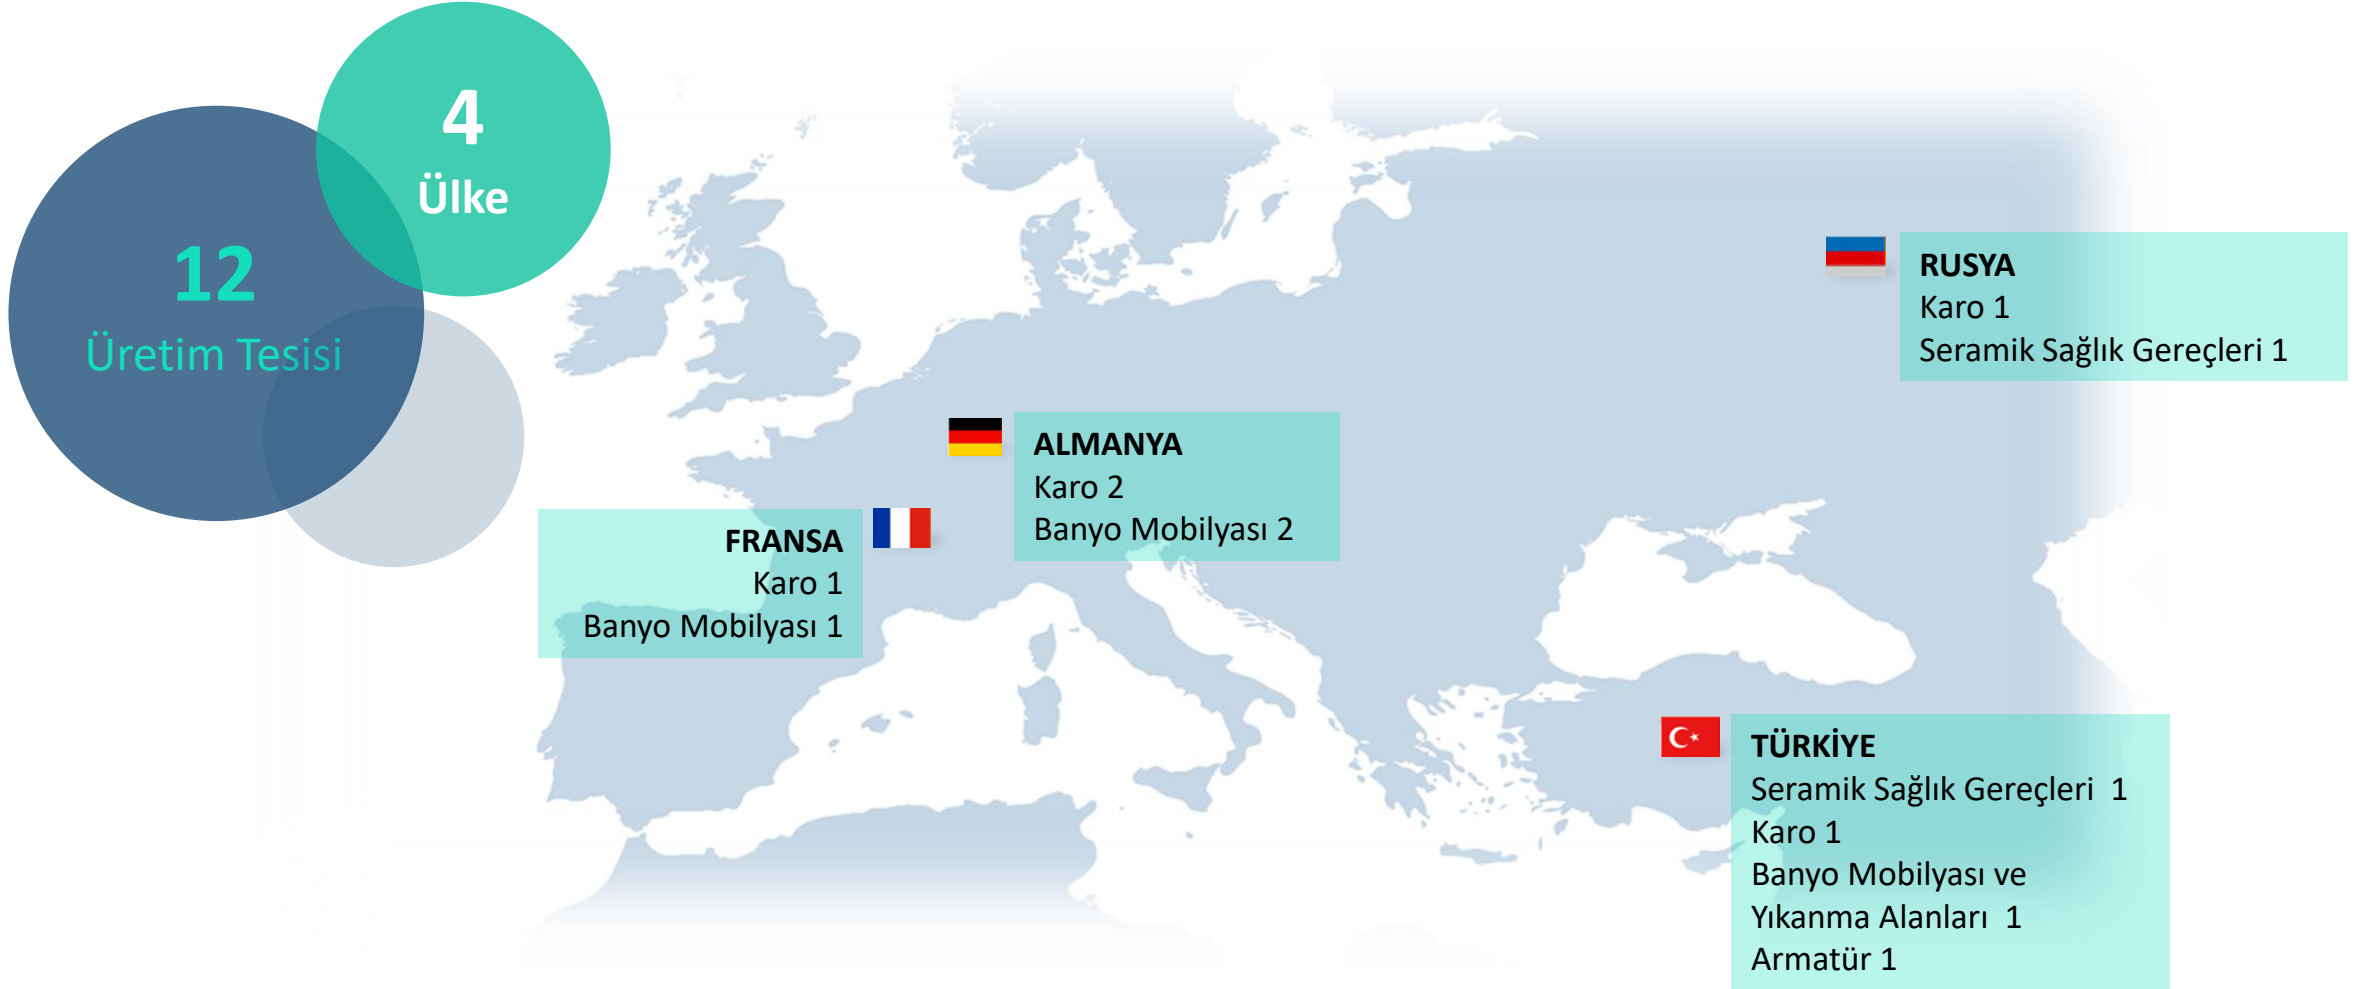 4
Ülke
12
Üretim Tesisi
RUSYA
Karo 1
Seramik Sağlık Gereçleri 1
ALMANYA
Karo 2
Banyo Mobilyası 2
FRANSA
Karo 1
Banyo Mobilyası 1
TÜRKİYE
Seramik Sağlık Gereçleri 1
Karo 1
Banyo Mobilyası ve
Yıkanma Alanları 1
Armatür 1